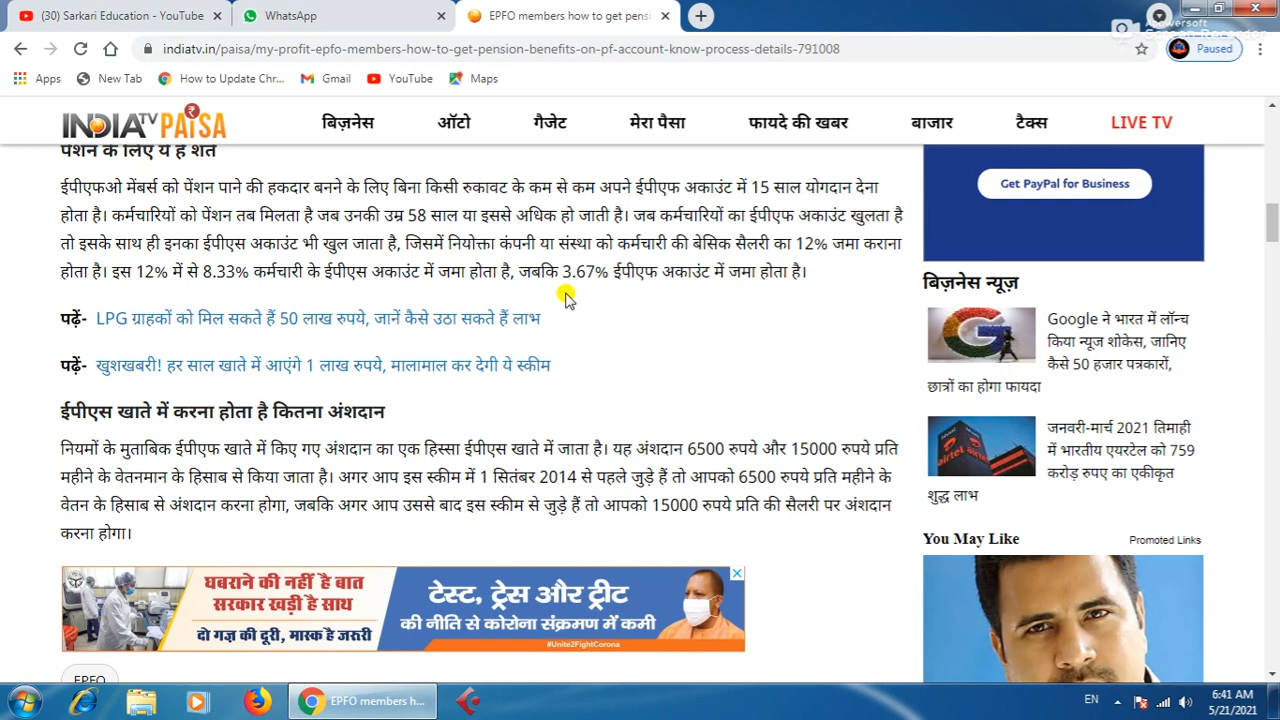 (30) Sarkari Education - YouTube
WhatsApp
EPFO members how to get pensi
Apowersoft
Screen Recorder
indiatv.in/paisa/my-profit-epfo-members-how-to-get-pension-benefits-on-pf-account-know-process-details-791008
Paused
Apps
New Tab
How to Update Chr...
Gmail
YouTube
Maps
INDIA TV PAISA
बिज़नेस
ऑटो
गैजेट
मेरा पैसा
फायदे की खबर
बाजार
टैक्स
LIVE TV
पेंशन के लिए ये है शर्त
ईपीएफओ मेंबर्स को पेंशन पाने की हकदार बनने के लिए बिना किसी रुकावट के कम से कम अपने ईपीएफ अकाउंट में 15 साल योगदान देना
होता है। कर्मचारियों को पेंशन तब मिलता है जब उनकी उम्र 58 साल या इससे अधिक हो जाती है। जब कर्मचारियों का ईपीएफ अकाउंट खुलता है
तो इसके साथ ही इनका ईपीएस अकाउंट भी खुल जाता है, जिसमें नियोक्ता कंपनी या संस्था को कर्मचारी की बेसिक सैलरी का 12% जमा कराना
होता है। इस 12% में से 8.33% कर्मचारी के ईपीएस अकाउंट में जमा होता है, जबकि 3.67% ईपीएफ अकाउंट में जमा होता है।
पढ़ें- LPG ग्राहकों को मिल सकते हैं 50 लाख रुपये, जानें कैसे उठा सकते हैं लाभ
पढ़ें- खुशखबरी! हर साल खाते में आएंगे 1 लाख रुपये, मालामाल कर देगी ये स्कीम
ईपीएस खाते में करना होता है कितना अंशदान
नियमों के मुताबिक ईपीएफ खाते में किए गए अंशदान का एक हिस्सा ईपीएस खाते में जाता है। यह अंशदान 6500 रुपये और 15000 रुपये प्रति
महीने के वेतनमान के हिसाब से किया जाता है। अगर आप इस स्कीम में 1 सितंबर 2014 से पहले जुड़े हैं तो आपको 6500 रुपये प्रति महीने के
वेतन के हिसाब से अंशदान करना होगा, जबकि अगर आप उससे बाद इस स्कीम से जुड़े हैं तो आपको 15000 रुपये प्रति की सैलरी पर अंशदान
करना होगा।
घबराने की नहीं है बात
सरकार खड़ी है साथ
दो गज़ की दूरी, मास्क है जरूरी
टेस्ट, ट्रेस और ट्रीट
की नीति से कोरोना संक्रमण में कमी
#Unite2FightCorona
EPFO
Get PayPal for Business
बिज़नेस न्यूज़
Google ने भारत में लॉन्च
किया न्यूज शोकेस, जानिए
कैसे 50 हजार पत्रकारों,
छात्रों का होगा फायदा
जनवरी-मार्च 2021 तिमाही
में भारतीय एयरटेल को 759
करोड़ रुपए का एकीकृत
शुद्ध लाभ
airtel
You May Like
Promoted Links
EPFO members h...
EN
6:41 AM
5/21/2021